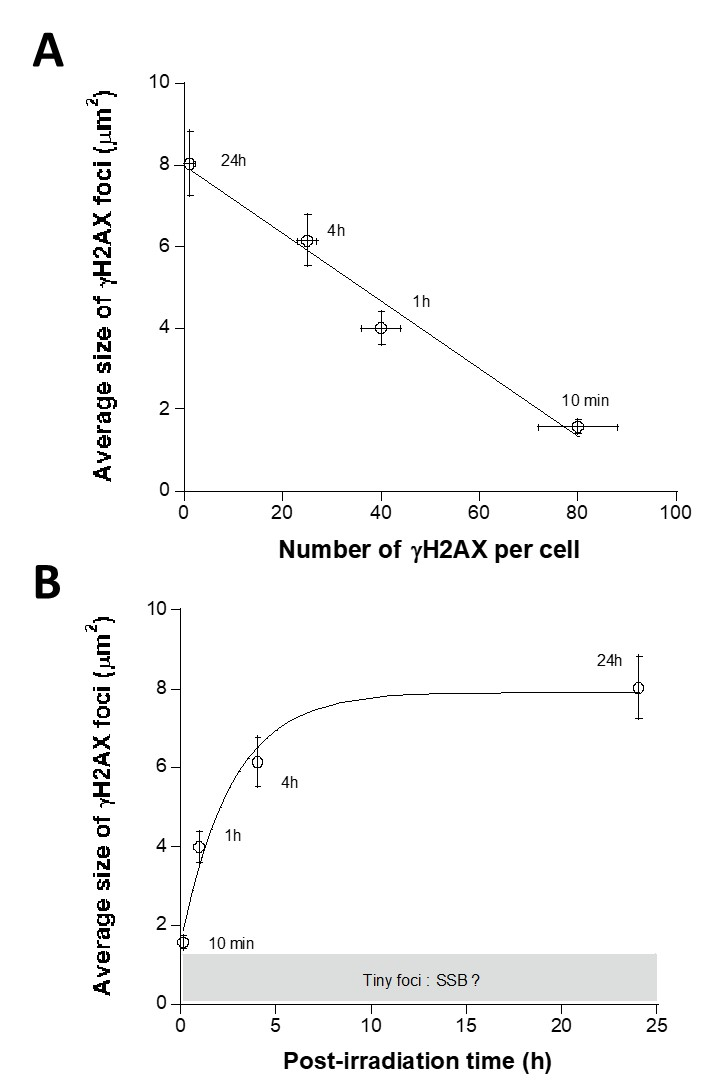 A
Average size of γH2AX foci (μm²)
10
8
6
4
2
0
24h
4h
1h
10 min
0 20 40 60 80 100
Number of γH2AX per cell
B
Average size of γH2AX foci (μm²)
10
8
6
4
2
0
24h
4h
1h
10 min
Tiny foci : SSB ?
0 5 10 15 20 25
Post-irradiation time (h)